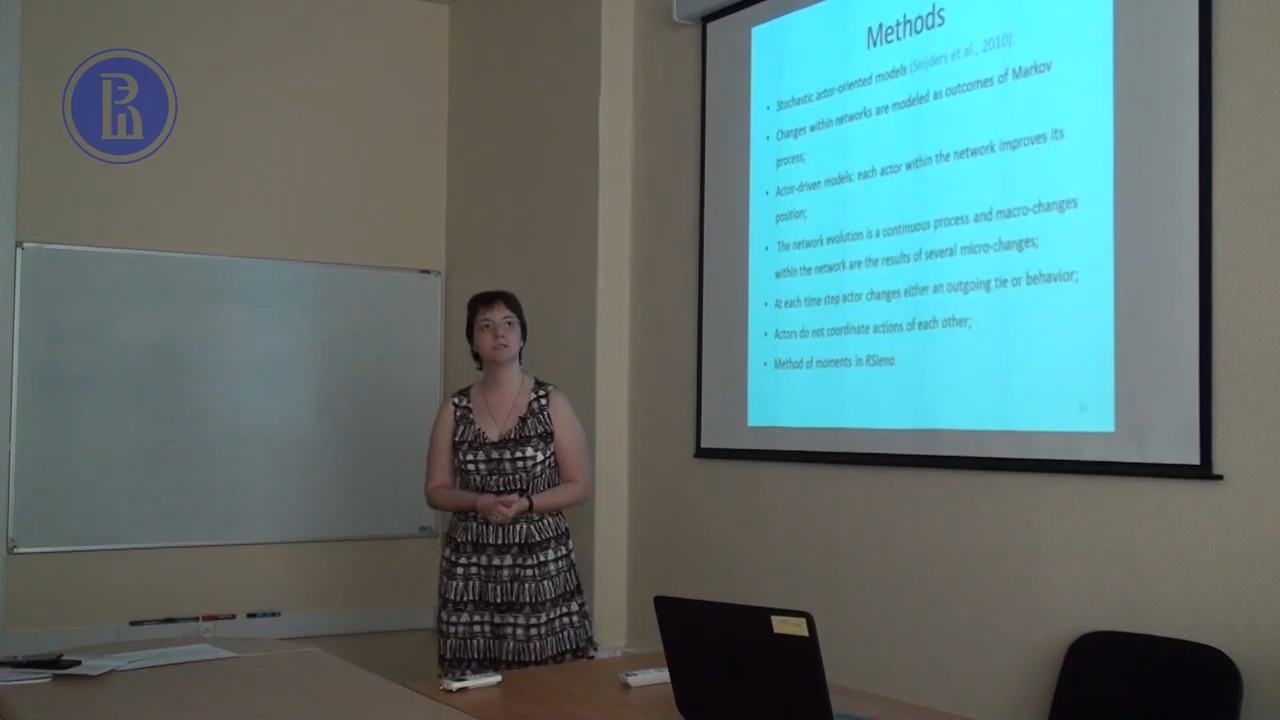 Methods
• Stochastic actor-oriented models (Snijders et al., 2010):
• Changes within networks are modeled as outcomes of Markov
process;
• Actor-driven models: each actor within the network improves its
position;
• The network evolution is a continuous process and macro-changes
within the network are the results of several micro-changes;
• At each time step actor changes either an outgoing tie or behavior;
• Actors do not coordinate actions of each other;
• Method of moments in RSiena.